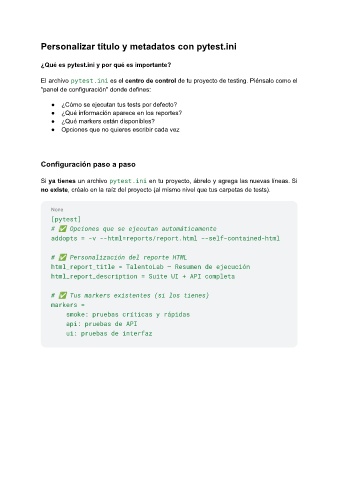 Personalizar título y metadatos con pytest.ini
¿Qué es pytest.ini y por qué es importante?
El archivo pytest.ini es el centro de control de tu proyecto de testing. Piénsalo como el
"panel de configuración" donde defines:
● ¿Cómo se ejecutan tus tests por defecto?
● ¿Qué información aparece en los reportes?
● ¿Qué markers están disponibles?
● Opciones que no quieres escribir cada vez
Configuración paso a paso
Si ya tienes un archivo pytest.ini en tu proyecto, ábrelo y agrega las nuevas líneas. Si
no existe, créalo en la raíz del proyecto (al mismo nivel que tus carpetas de tests).
None
[pytest]
# ✅ Opciones que se ejecutan automáticamente
addopts = -v --html=reports/report.html --self-contained-html
# ✅ Personalización del reporte HTML
html_report_title = TalentoLab – Resumen de ejecución
html_report_description = Suite UI + API completa
# ✅ Tus markers existentes (si los tienes)
markers =
smoke: pruebas críticas y rápidas
api: pruebas de API
ui: pruebas de interfaz